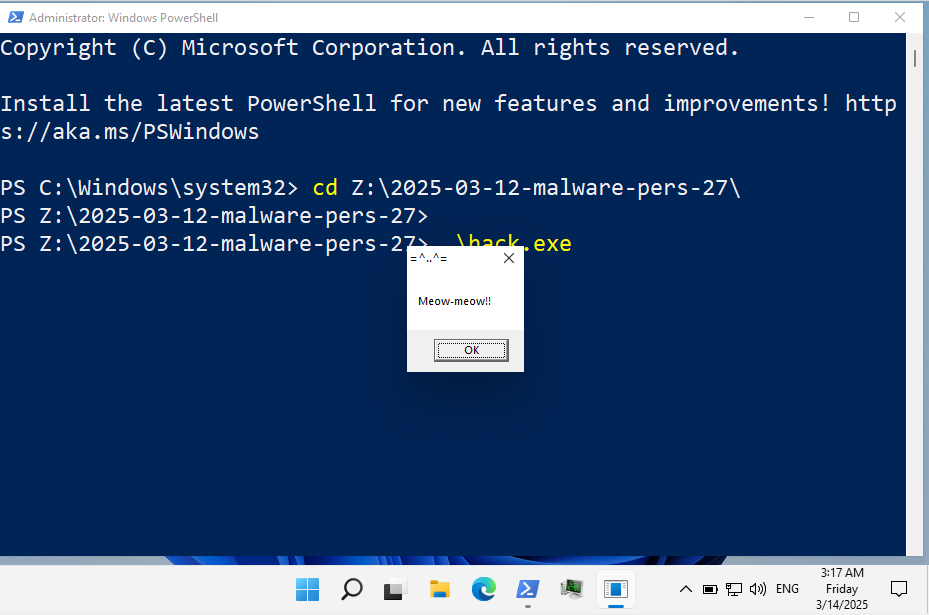 Administrator: Windows PowerShell
Copyright (C) Microsoft Corporation. All rights reserved.
Install the latest PowerShell for new features and improvements! http
s://aka.ms/PSWindows
PS C:\Windows\system32> cd Z:\2025-03-12-malware-pers-27\
PS Z:\2025-03-12-malware-pers-27>
PS Z:\2025-03-12-malware-pers-27> .\hack.exe
=^..^=
Meow-meow!!
OK
ENG
3:17 AM
Friday
3/14/2025